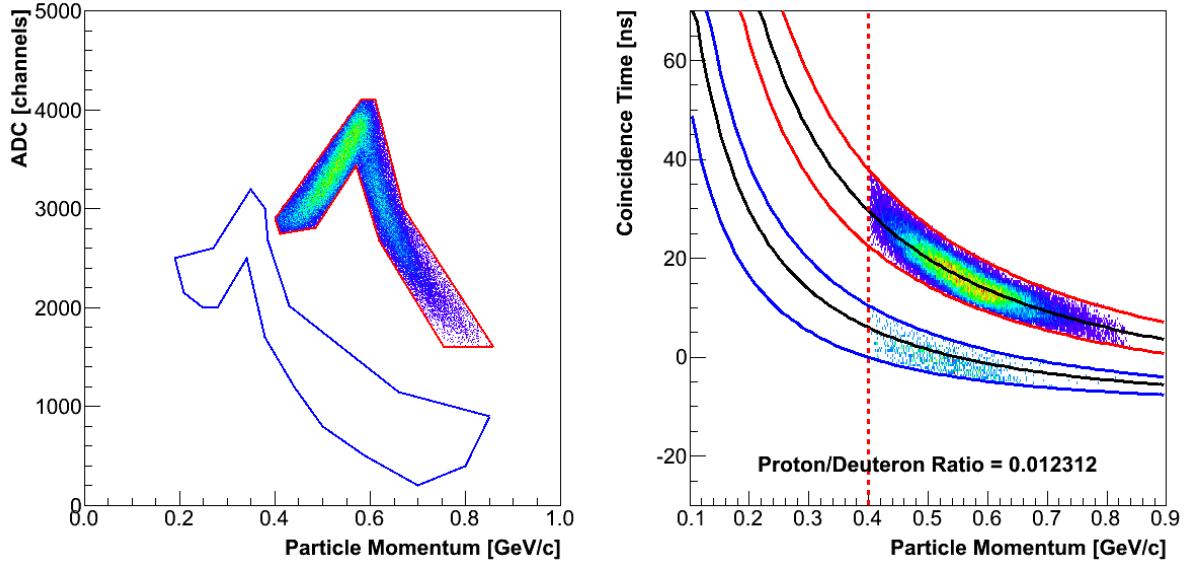 ADC [channels]
5000
4000
3000
2000
1000
0
0.0 0.2 0.4 0.6 0.8 1.0
Particle Momentum [GeV/c]
Coincidence Time [ns]
60
40
20
0
-20
Proton/Deuteron Ratio = 0.012312
0.1 0.2 0.3 0.4 0.5 0.6 0.7 0.8 0.9
Particle Momentum [GeV/c]